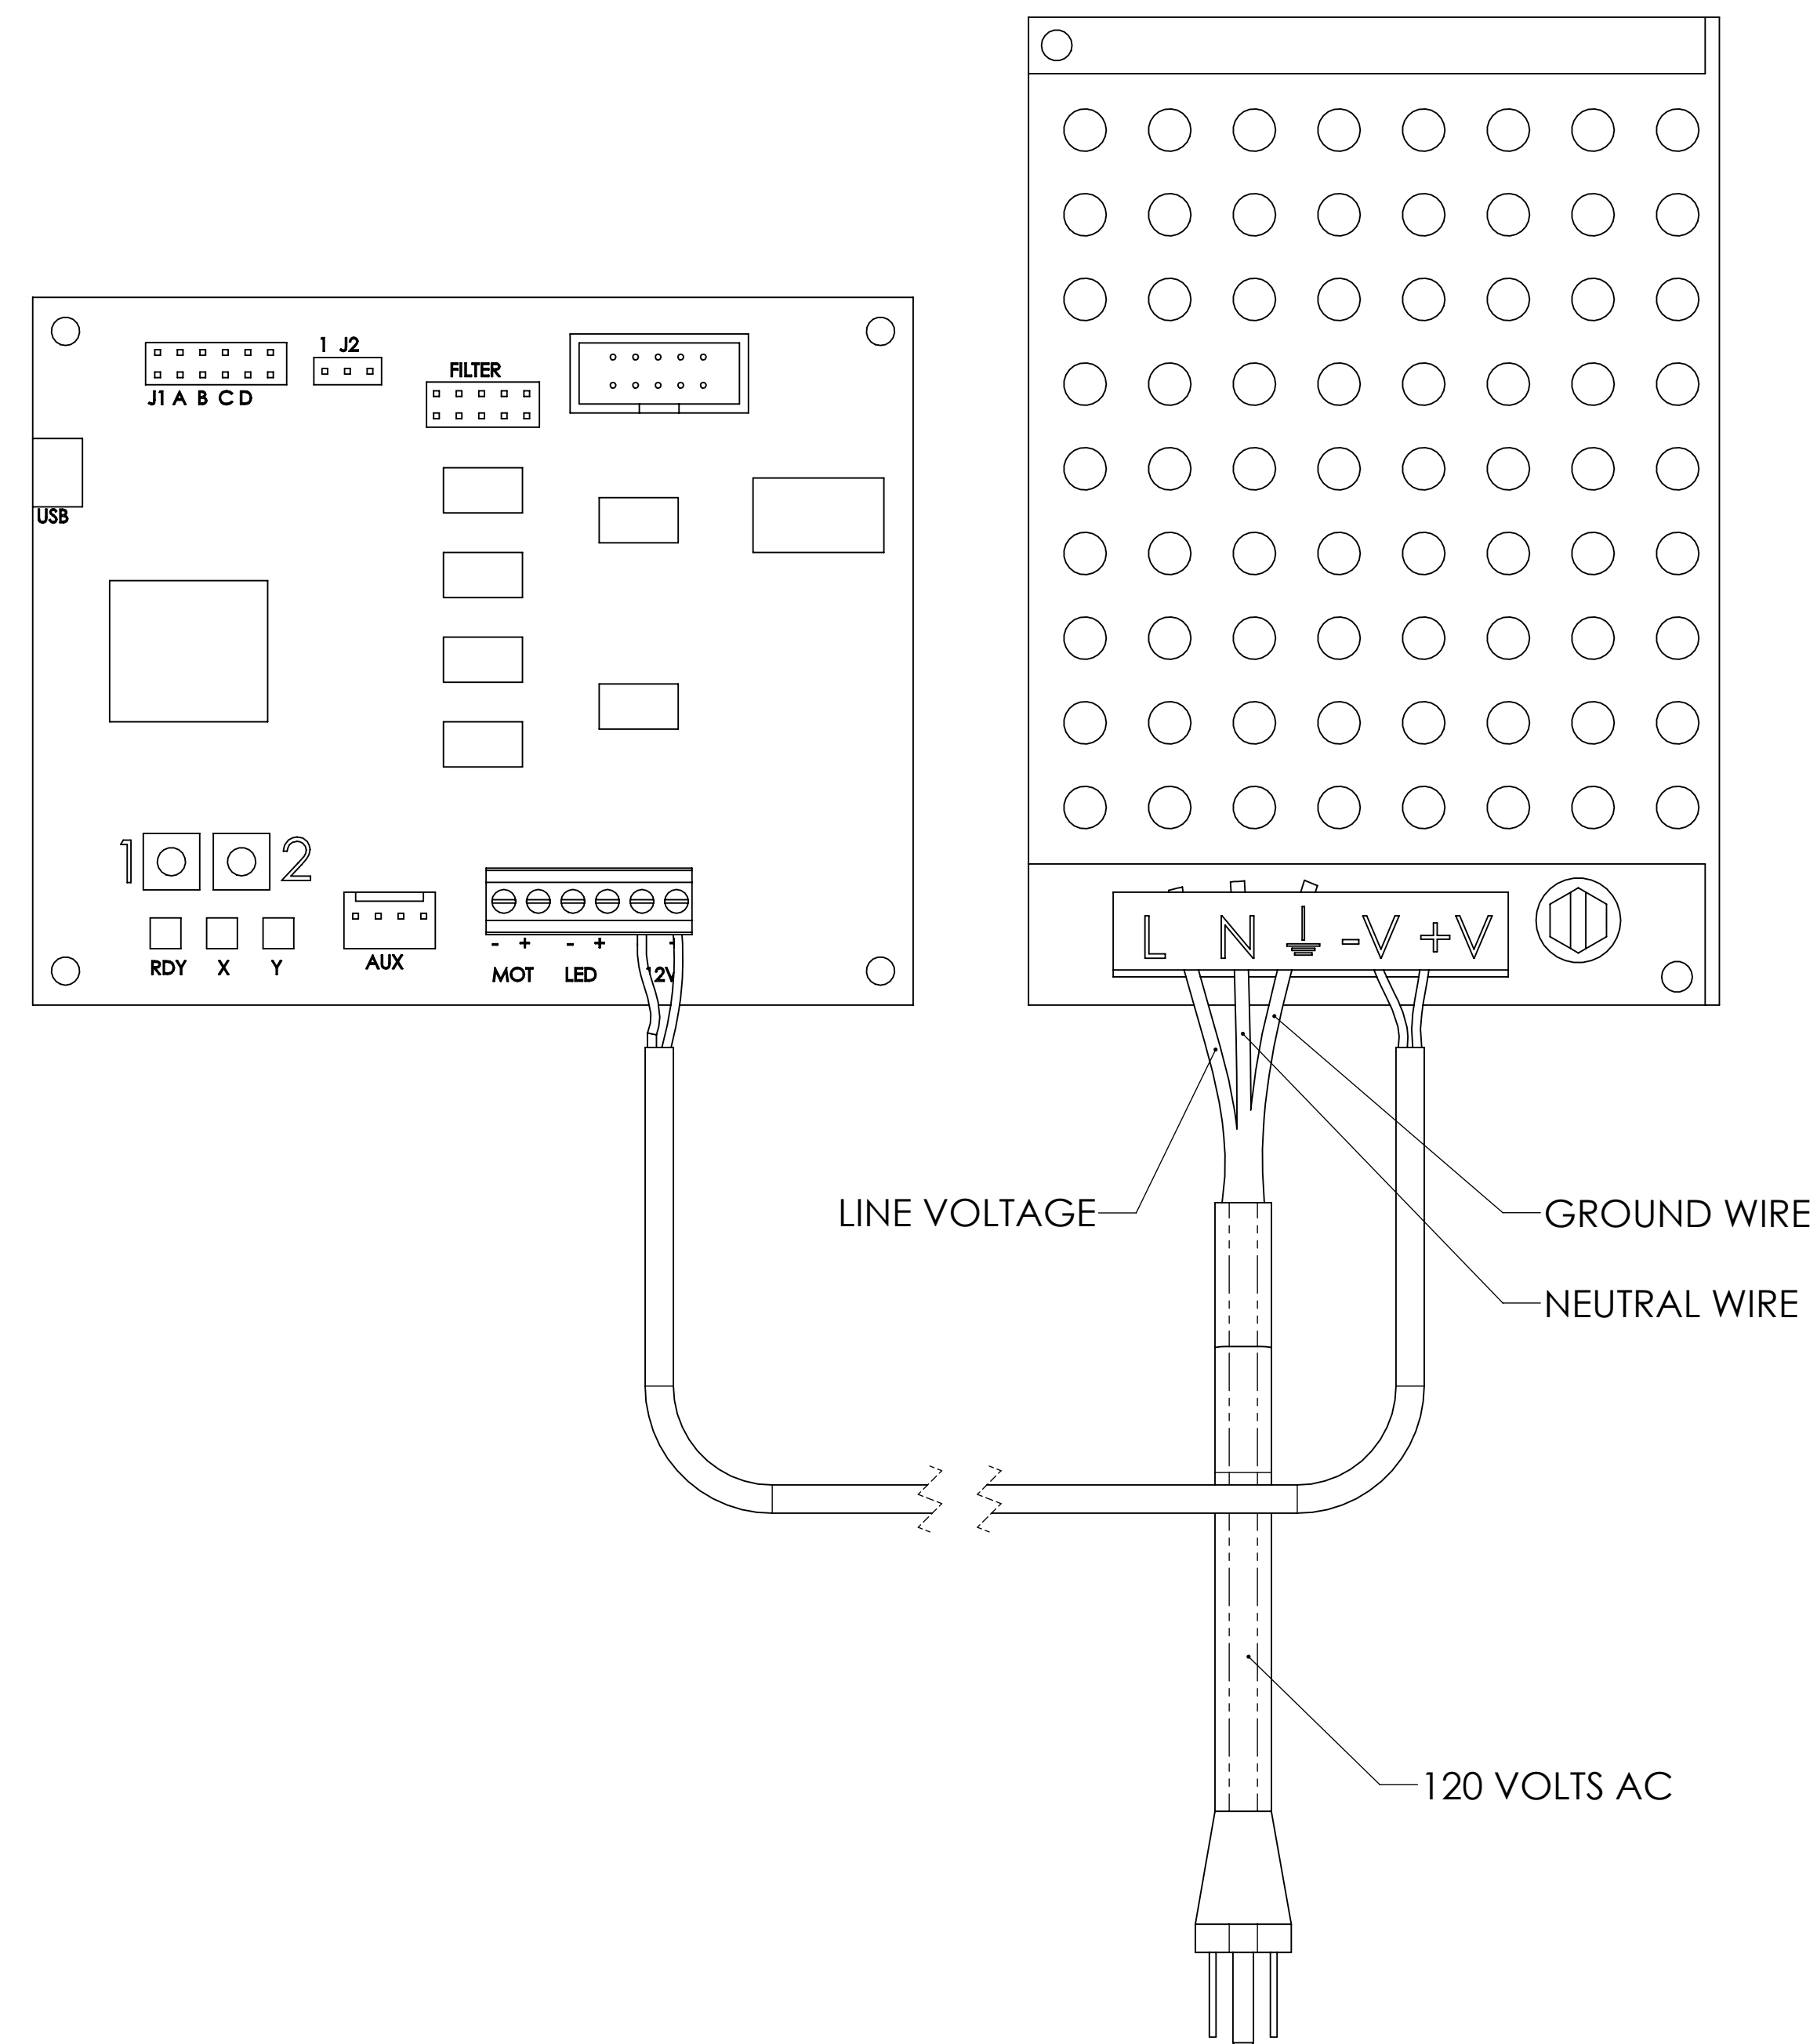 1 J2
FILTER
J1 A B C D
USB
1
2
RDY
X
Y
AUX
- +
- +
+
MOT
LED
12V
L
N
-V
+V
LINE VOLTAGE
GROUND WIRE
NEUTRAL WIRE
120 VOLTS AC